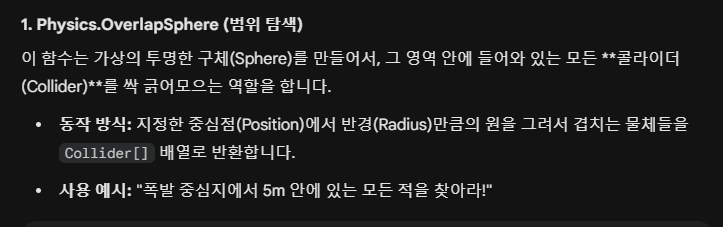 1. Physics.OverlapSphere (범위 탐색)
이 함수는 가상의 투명한 구체(Sphere)를 만들어서, 그 영역 안에 들어와 있는 모든 **콜라이더
(Collider)**를 싹 긁어모으는 역할을 합니다.
• 동작 방식: 지정한 중심점(Position)에서 반경(Radius)만큼의 원을 그려서 겹치는 물체들을
Collider[] 배열로 반환합니다.
• 사용 예시: "폭발 중심지에서 5m 안에 있는 모든 적을 찾아라!"